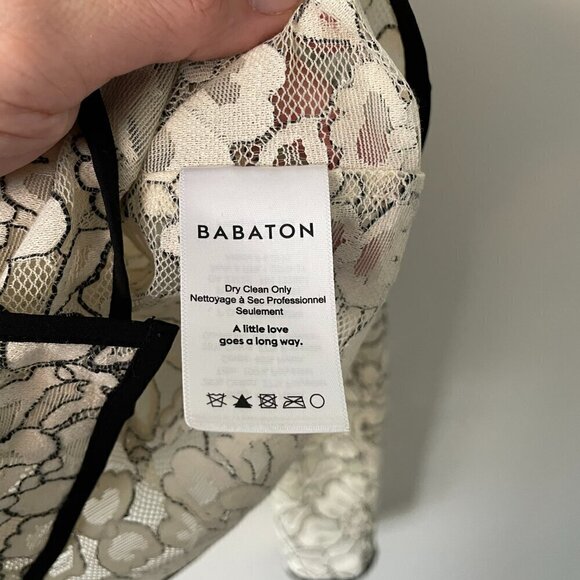 BABATON
Dry Clean Only
Nettoyage à Sec Professionnel
Seulement
A little love
goes a long way.